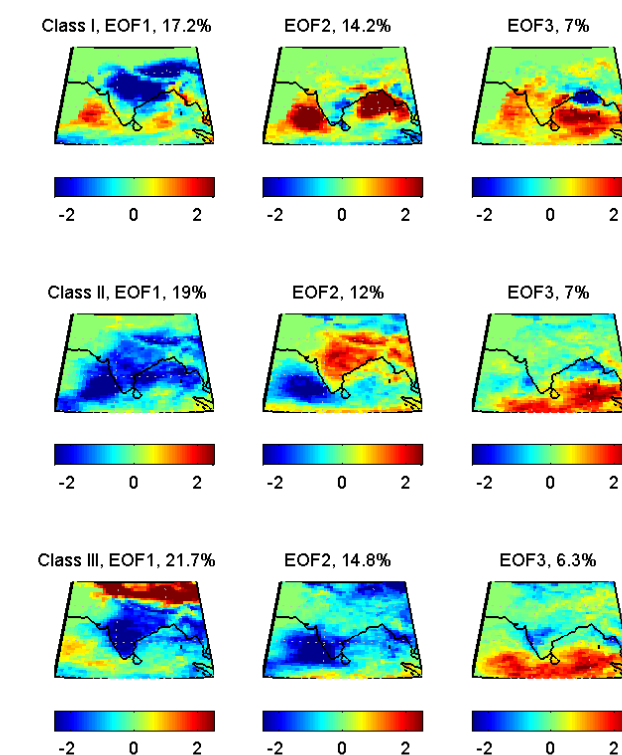 Class I, EOF1, 17.2% EOF2, 14.2% EOF3, 7%
-2 0 2 -2 0 2 -2 0 2
Class II, EOF1, 19% EOF2, 12% EOF3, 7%
-2 0 2 -2 0 2 -2 0 2
Class III, EOF1, 21.7% EOF2, 14.8% EOF3, 6.3%
-2 0 2 -2 0 2 -2 0 2